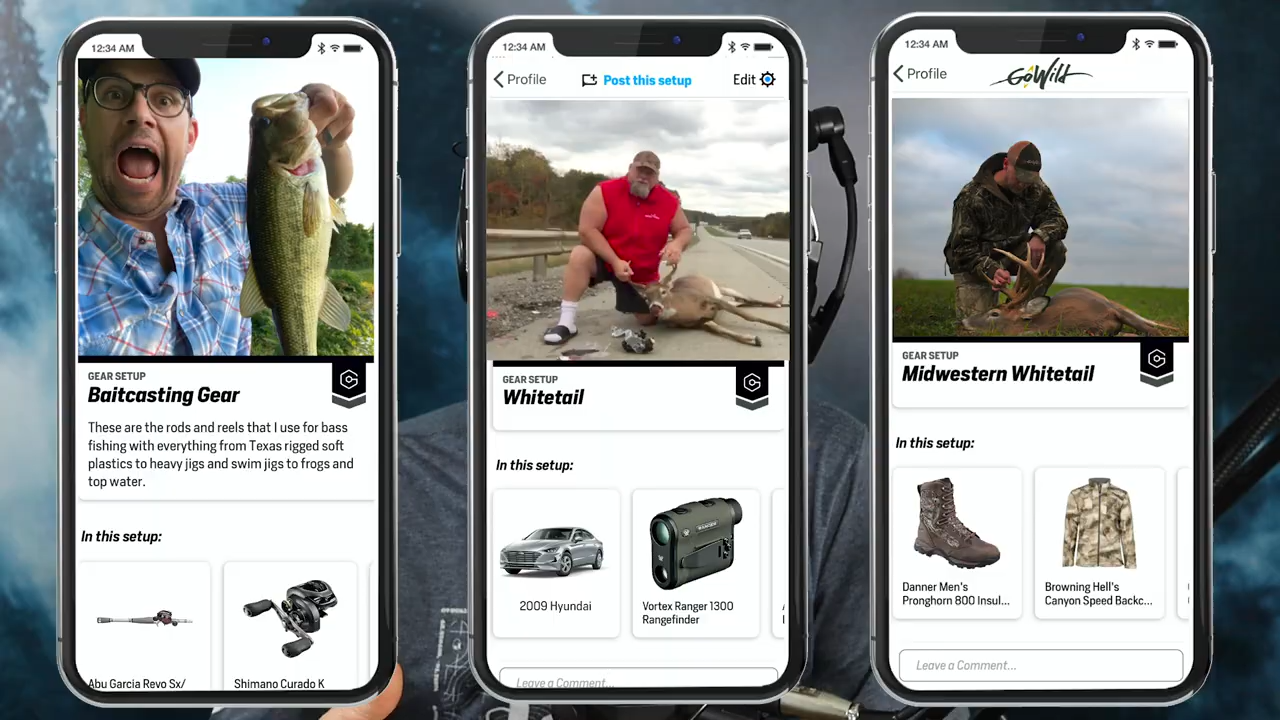 12:34 AM
GEAR SETUP
Baitcasting Gear
These are the rods and reels that I use for bass
fishing with everything from Texas rigged soft
plastics to heavy jigs and swim jigs to frogs and
top water.
In this setup:
Abu Garcia Revo Sx/
Shimano Curado K
12:34 AM
Profile
Post this setup
Edit
GEAR SETUP
Whitetail
In this setup:
2009 Hyundai
Vortex Ranger 1300
Rangefinder
Leave a Comment...
12:34 AM
Profile
GoWild
GEAR SETUP
Midwestern Whitetail
In this setup:
Danner Men's
Pronghorn 800 Insul...
Browning Hell's
Canyon Speed Backc...
Leave a Comment...